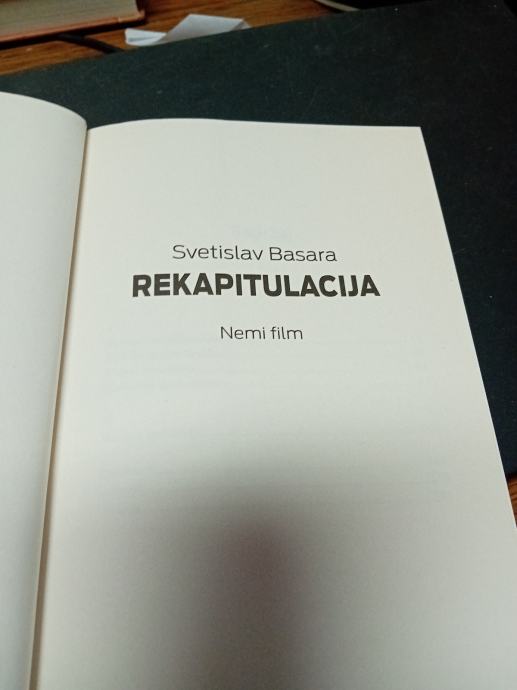 Svetislav Basara
REKAPITULACIJA
Nemi film